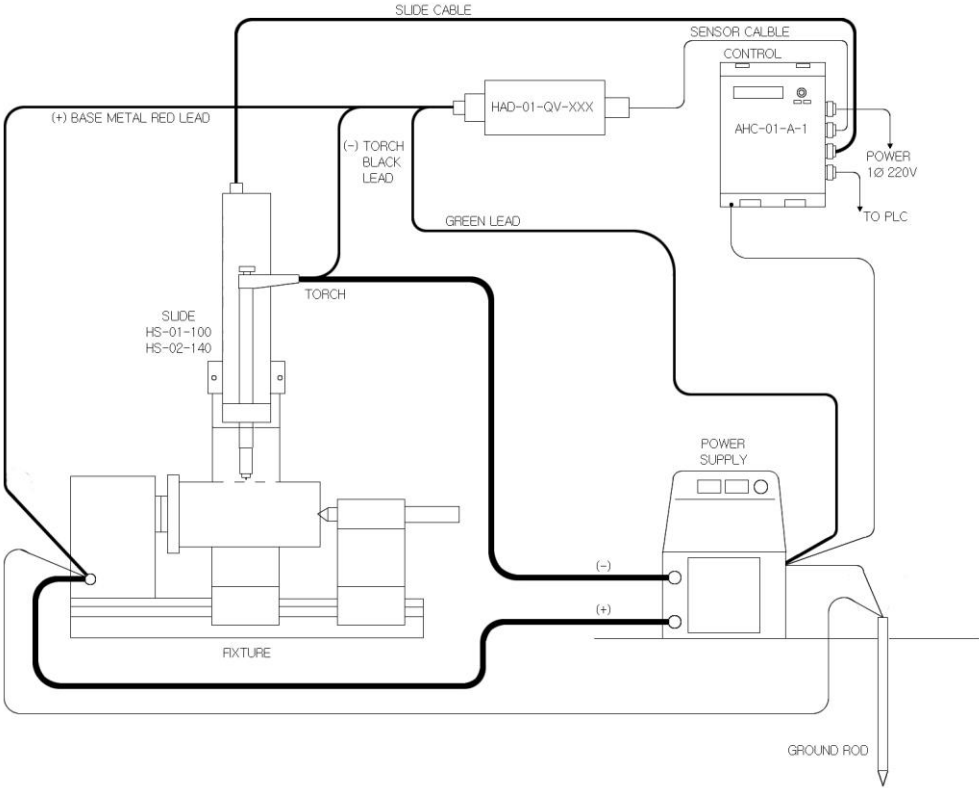 SLIDE CABLE
SENSOR CALBLE
CONTROL
HAD-01-QV-XXX
(+) BASE METAL RED LEAD
AHC-01-A-1
(-) TORCH
BLACK
LEAD
POWER
1Ø 220V
TO PLC
GREEN LEAD
TORCH
SLIDE
HS-01-100
HS-02-140
POWER
SUPPLY
(-)
(+)
FIXTURE
GROUND ROD